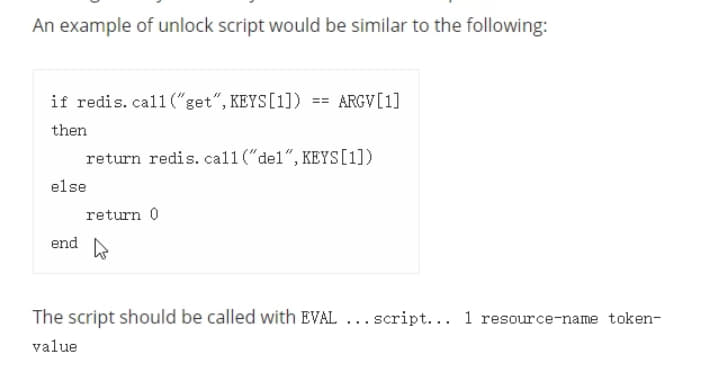 An example of unlock script would be similar to the following:
if redis.call("get",KEYS[1]) == ARGV[1]
then
    return redis.call("del",KEYS[1])
else
    return 0
end
The script should be called with EVAL ...script... 1 resource-name token-
value